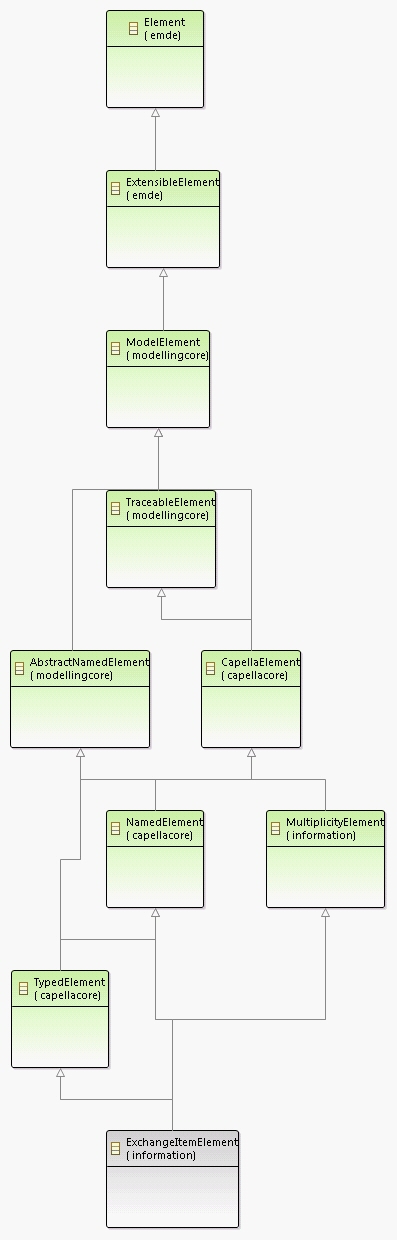 Element
( emde)
ExtensibleElement
( emde)
ModelElement
( modellingcore)
TraceableElement
( modellingcore)
AbstractNamedElement
( modellingcore)
CapellaElement
( capellacore)
NamedElement
( capellacore)
MultiplicityElement
( information)
TypedElement
( capellacore)
ExchangeItemElement
( information)